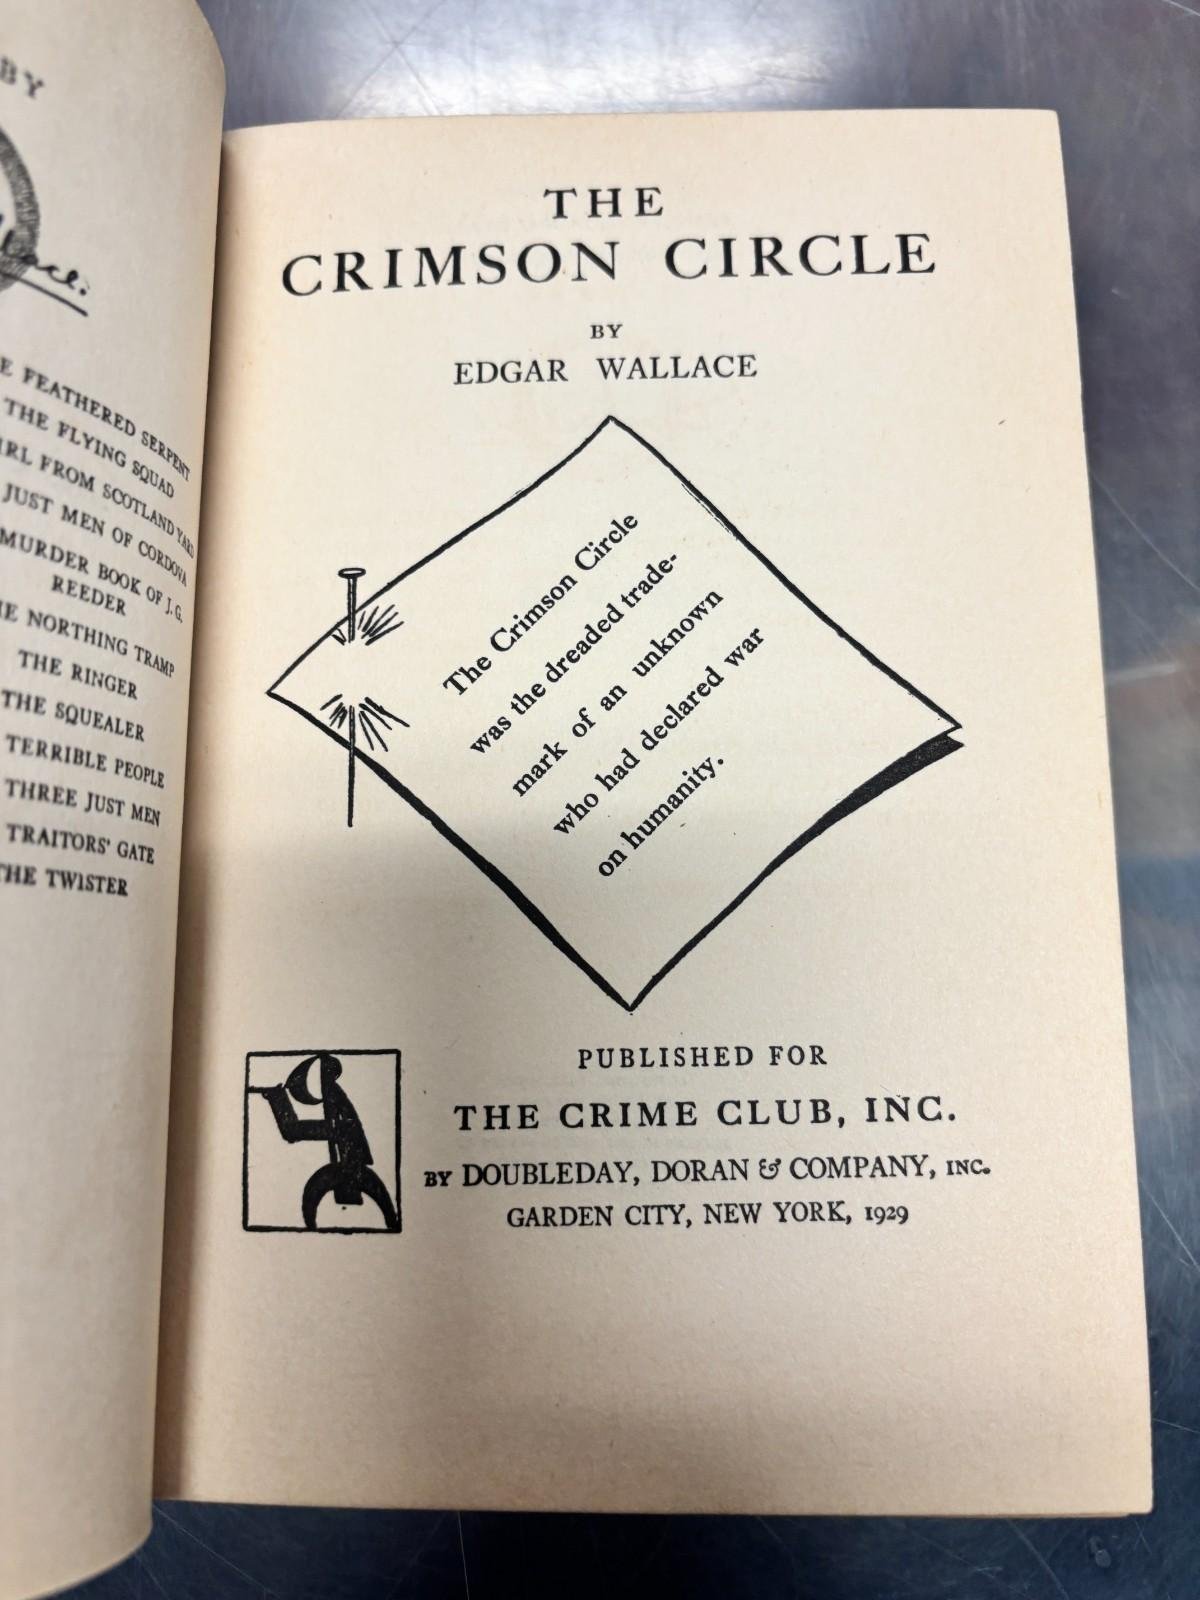 BY
FEATHERED SERPENT
THE FLYING SQUAD
FROM SCOTLAND YARD
JUST MEN OF CORDOVA
MURDER BOOK OF J. G.
REEDER
NORTHING TRAMP
THE RINGER
THE SQUEALER
TERRIBLE PEOPLE
THREE JUST MEN
TRAITORS' GATE
THE TWISTER
THE
CRIMSON CIRCLE
BY
EDGAR WALLACE
The Crimson Circle
was the dreaded trade-
mark of an unknown
who had declared war
on humanity.
PUBLISHED FOR
THE CRIME CLUB, INC.
BY DOUBLEDAY, DORAN & COMPANY, INC.
GARDEN CITY, NEW YORK, 1929